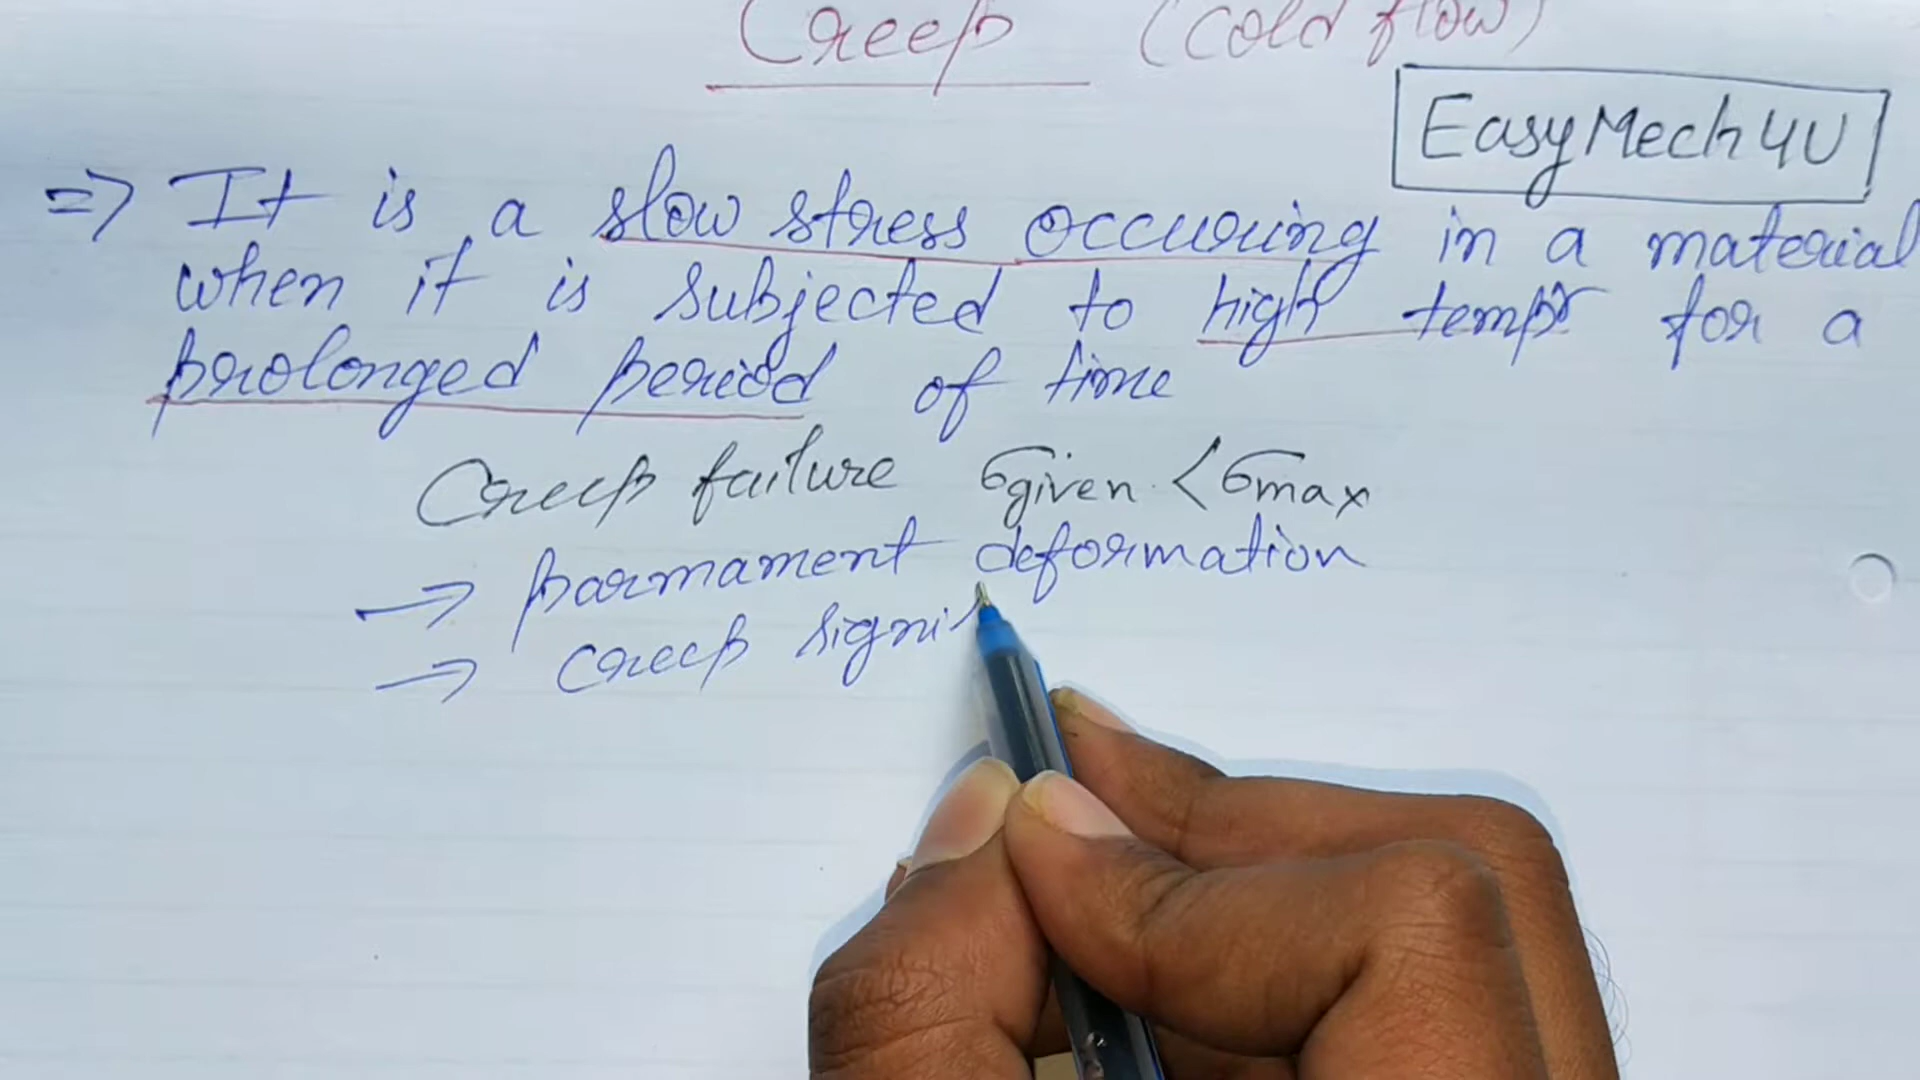 Creep (cold flow)
EasyMech4U
=> It is a slow stress occuring in a material
when it is subjected to high tempr for a
prolonged period of time
Creep failure σgiven < σmax
→ parmament deformation
→ creep signi